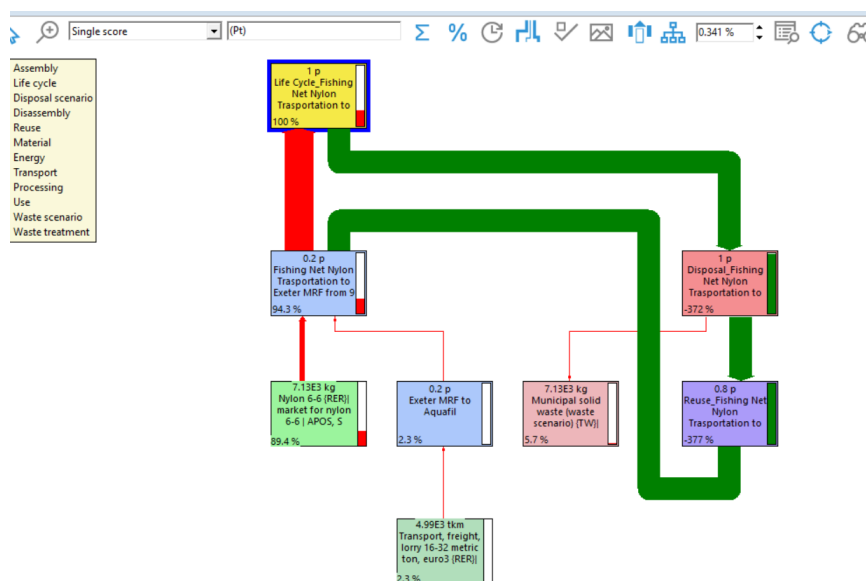 Single score
(Pt)
0.341 %
Assembly
Life cycle
Disposal scenario
Disassembly
Reuse
Material
Energy
Transport
Processing
Use
Waste scenario
Waste treatment
1 p
Life Cycle_Fishing
Net Nylon
Trasportation to
100 %
0.2 p
Fishing Net Nylon
Trasportation to
Exeter MRF from 9
94.3 %
1 p
Disposal_Fishing
Net Nylon
Trasportation to
-372 %
7.13E3 kg
Nylon 6-6 {RER}|
market for nylon
6-6 | APOS, S
89.4 %
0.2 p
Exeter MRF to
Aquafil
2.3 %
7.13E3 kg
Municipal solid
waste (waste
scenario) {TW}|
5.7 %
0.8 p
Reuse_Fishing Net
Nylon
Trasportation to
-377 %
4.99E3 tkm
Transport, freight,
lorry 16-32 metric
ton, euro3 {RER}|
2.3 %